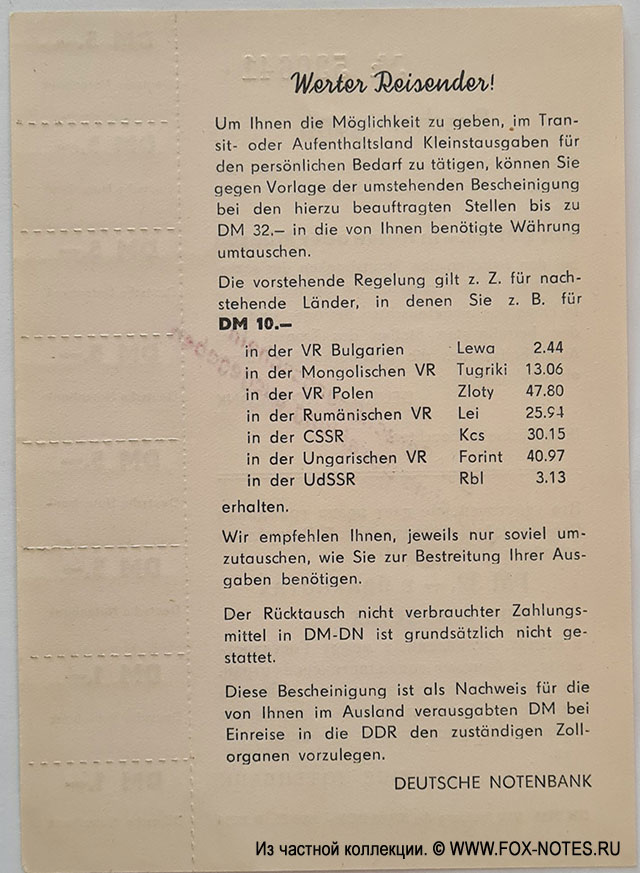 Werter Reisender!
Um Ihnen die Möglichkeit zu geben, im Tran-
sit- oder Aufenthaltsland Kleinstausgaben für
den persönlichen Bedarf zu tätigen, können Sie
gegen Vorlage der umstehenden Bescheinigung
bei den hierzu beauftragten Stellen bis zu
DM 32.— in die von Ihnen benötigte Währung
umtauschen.
Die vorstehende Regelung gilt z. Z. für nach-
stehende Länder, in denen Sie z. B. für
DM 10.—
in der VR Bulgarien Lewa 2.44
in der Mongolischen VR Tugriki 13.06
in der VR Polen Zloty 47.80
in der Rumänischen VR Lei 25.94
in der CSSR Kcs 30.15
in der Ungarischen VR Forint 40.97
in der UdSSR Rbl 3.13
erhalten.
Wir empfehlen Ihnen, jeweils nur soviel um-
zutauschen, wie Sie zur Bestreitung Ihrer Aus-
gaben benötigen.
Der Rücktausch nicht verbrauchter Zahlungs-
mittel in DM-DN ist grundsätzlich nicht ge-
stattet.
Diese Bescheinigung ist als Nachweis für die
von Ihnen im Ausland verausgabten DM bei
Einreise in die DDR den zuständigen Zoll-
organen vorzulegen.
DEUTSCHE NOTENBANK
Из частной коллекции. © WWW.FOX-NOTES.RU